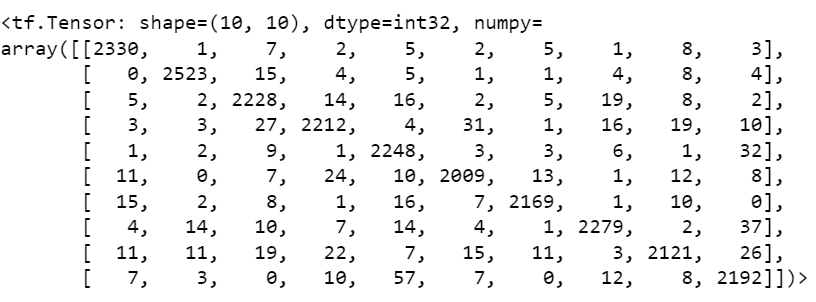 <tf.Tensor: shape=(10, 10), dtype=int32, numpy=
array([[2330,    1,    7,    2,    5,    2,    5,    1,    8,    3],
       [   0, 2523,   15,    4,    5,    1,    1,    4,    8,    4],
       [   5,    2, 2228,   14,   16,    2,    5,   19,    8,    2],
       [   3,    3,   27, 2212,    4,   31,    1,   16,   19,   10],
       [   1,    2,    9,    1, 2248,    3,    3,    6,    1,   32],
       [  11,    0,    7,   24,   10, 2009,   13,    1,   12,    8],
       [  15,    2,    8,    1,   16,    7, 2169,    1,   10,    0],
       [   4,   14,   10,    7,   14,    4,    1, 2279,    2,   37],
       [  11,   11,   19,   22,    7,   15,   11,    3, 2121,   26],
       [   7,    3,    0,   10,   57,    7,    0,   12,    8, 2192]])>